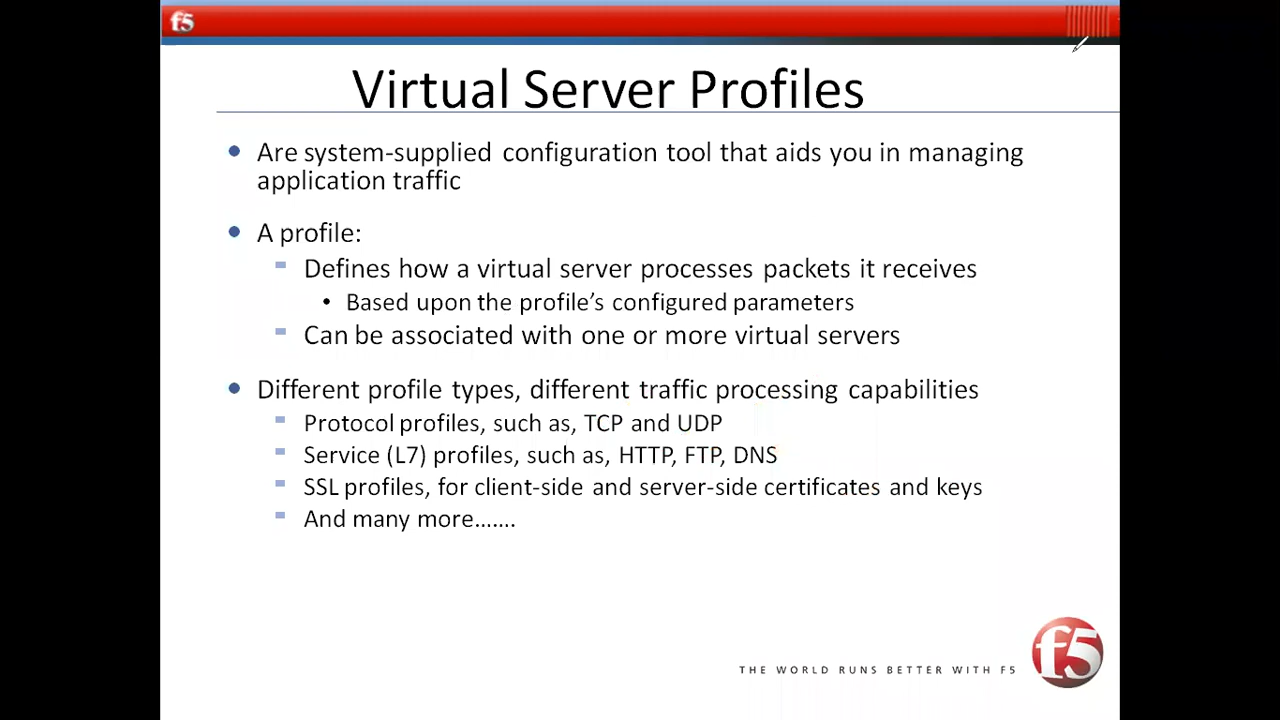 f5
Virtual Server Profiles
Are system-supplied configuration tool that aids you in managing
application traffic
A profile:
Defines how a virtual server processes packets it receives
Based upon the profile’s configured parameters
Can be associated with one or more virtual servers
Different profile types, different traffic processing capabilities
Protocol profiles, such as, TCP and UDP
Service (L7) profiles, such as, HTTP, FTP, DNS
SSL profiles, for client-side and server-side certificates and keys
And many more…….
THE WORLD RUNS BETTER WITH F5
f5